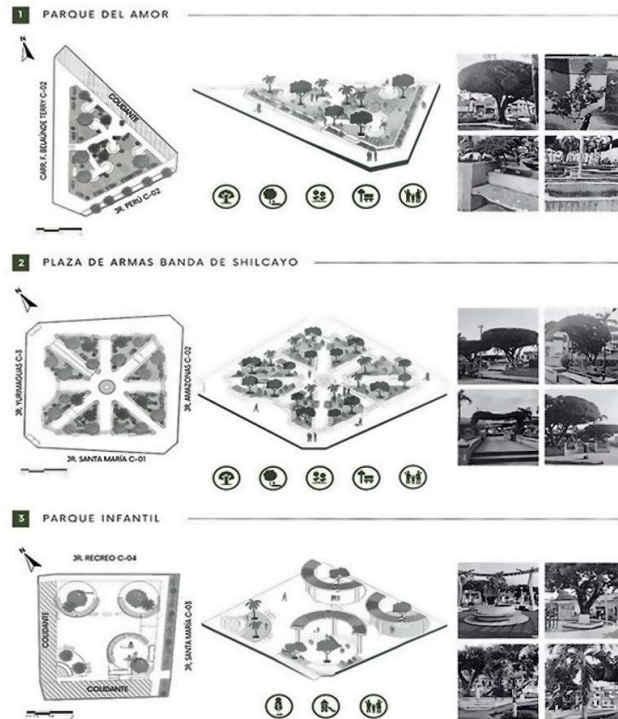 1 PARQUE DEL AMOR
N
CARR. F. BELAÚNDE TERRY C-02
COLIDANTE
JR. PERÚ C-02
2 PLAZA DE ARMAS BANDA DE SHILCAYO
N
JR. YURIMAGUAS C-3
JR. AMAZONAS C-02
JR. SANTA MARÍA C-01
3 PARQUE INFANTIL
N
JR. RECREO C-04
COLIDANTE
JR. SANTA MARÍA C-03
COLIDANTE